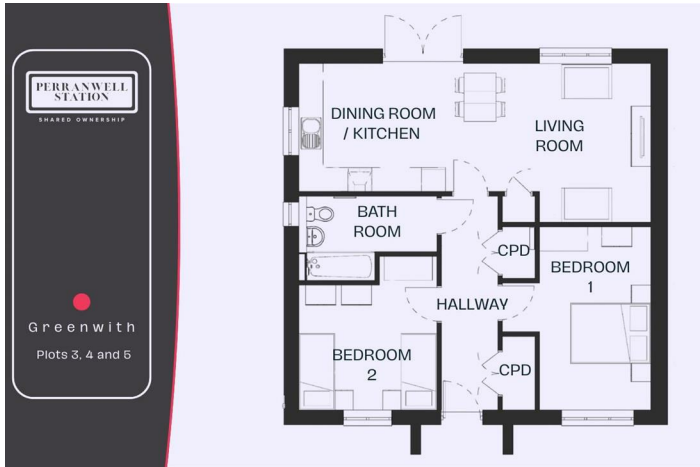 PERRANWELL
STATION
SHARED OWNERSHIP
Greenwith
Plots 3, 4 and 5
DINING ROOM
/ KITCHEN
LIVING
ROOM
BATH
ROOM
CPD
BEDROOM
1
HALLWAY
BEDROOM
2
CPD